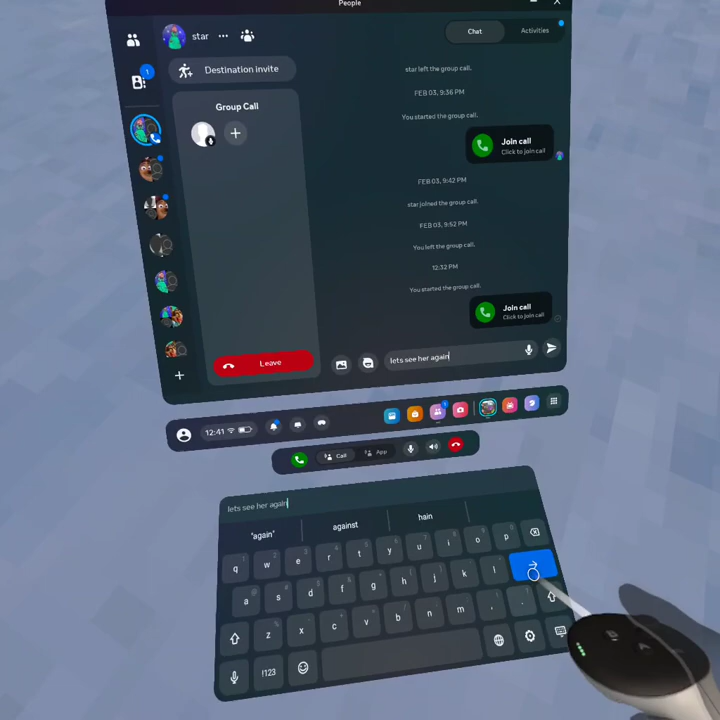 People
star ...
Chat
Activities
1
Destination invite
Group Call
star left the group call.
FEB 03, 9:36 PM
You started the group call.
Join call
Click to join call
FEB 03, 9:42 PM
star joined the group call.
FEB 03, 9:52 PM
You left the group call.
12:32 PM
You started the group call.
Join call
Click to join call
Leave
lets see her again
12:41
1
Call
App
lets see her again
"again"
against
hain
q w e r t y u i o p
a s d f g h j k l
z x c v b n m , .
!123